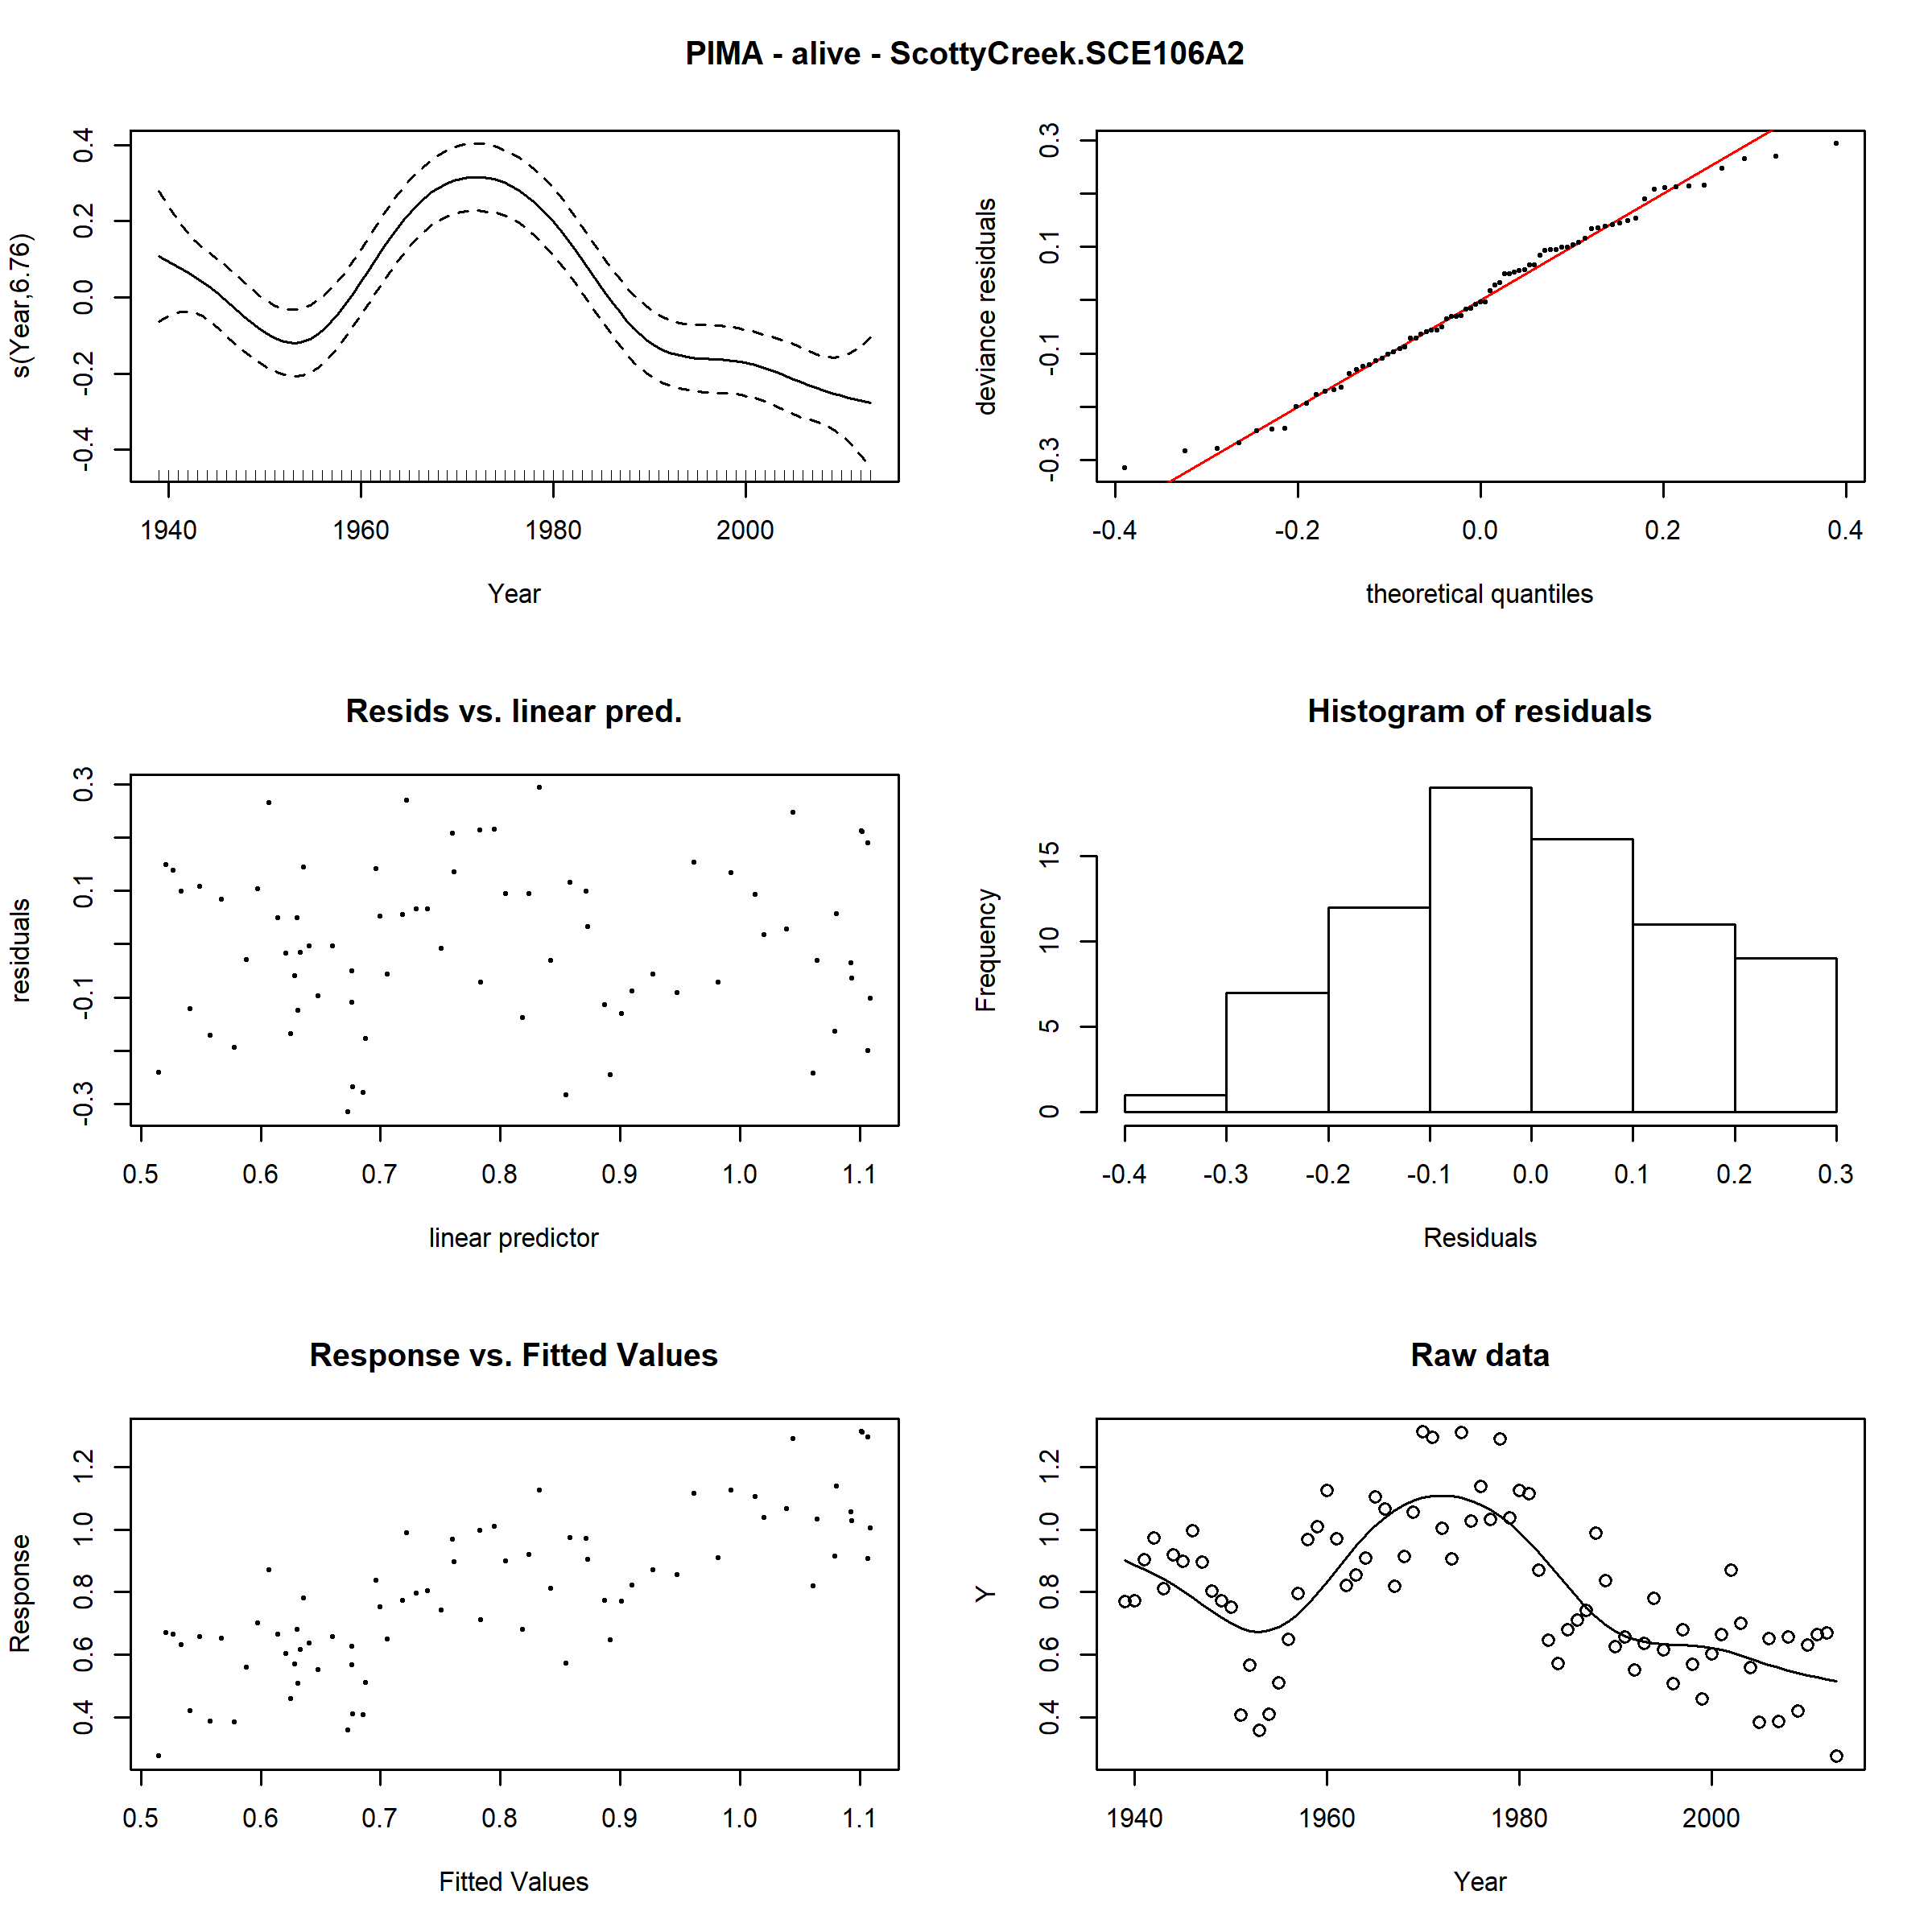 PIMA - alive - ScottyCreek.SCE106A2
s(Year,6.76)
0.4
0.2
0.0
-0.2
-0.4
1940 1960 1980 2000
Year
deviance residuals
0.3
0.1
-0.1
-0.3
-0.4 -0.2 0.0 0.2 0.4
theoretical quantiles
Resids vs. linear pred.
residuals
0.3
0.1
-0.1
-0.3
0.5 0.6 0.7 0.8 0.9 1.0 1.1
linear predictor
Histogram of residuals
Frequency
15
10
5
0
-0.4 -0.3 -0.2 -0.1 0.0 0.1 0.2 0.3
Residuals
Response vs. Fitted Values
Response
1.2
1.0
0.8
0.6
0.4
0.5 0.6 0.7 0.8 0.9 1.0 1.1
Fitted Values
Raw data
Y
1.2
1.0
0.8
0.6
0.4
1940 1960 1980 2000
Year